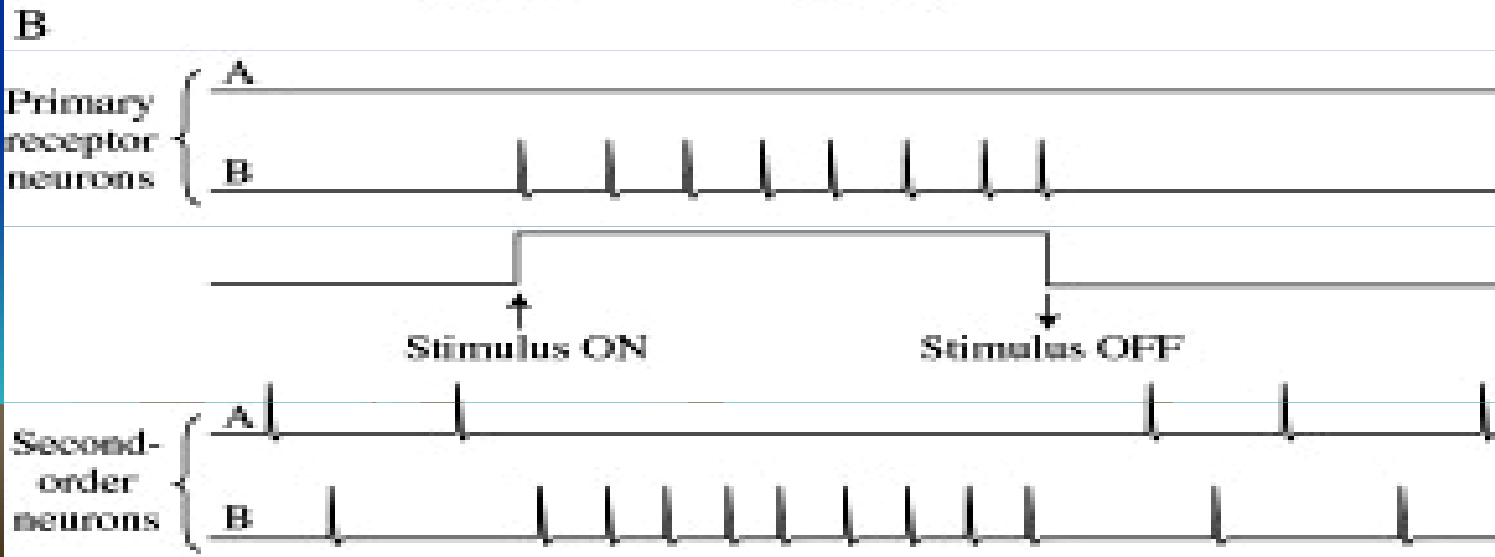 B
A
Primary
receptor
neurons
B
Stimulus ON
Stimulus OFF
A
Second-
order
neurons
B